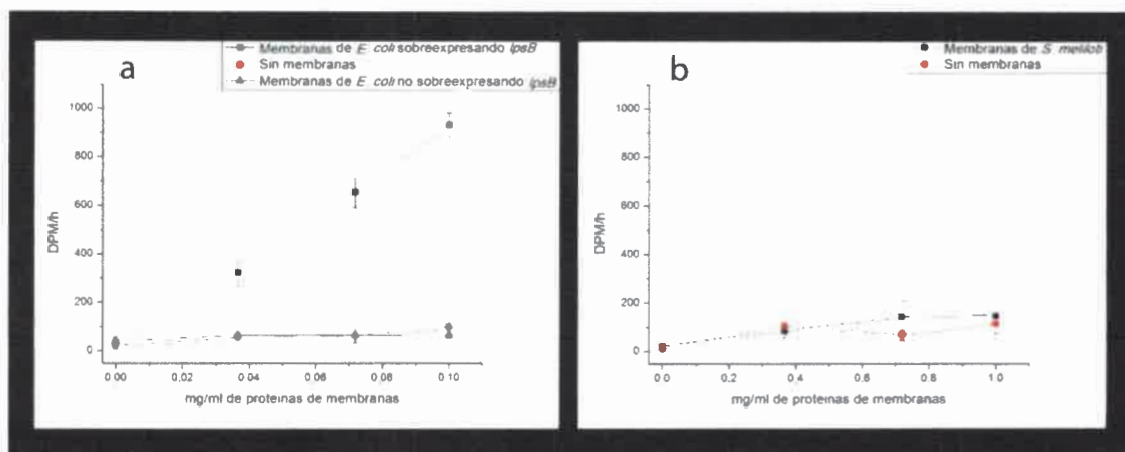 a
Membranas de E coli sobreexpresando lpsB
Sin membranas
Membranas de E coli no sobreexpresando lpsB
1000
800
600
400
200
0
DPM/h
0.00 0.02 0.04 0.06 0.08 0.10
mg/ml de proteinas de membranas
b
Membranas de S meliloti
Sin membranas
1000
800
600
400
200
0
DPM/h
0.0 0.2 0.4 0.6 0.8 1.0
mg/ml de proteinas de membranas